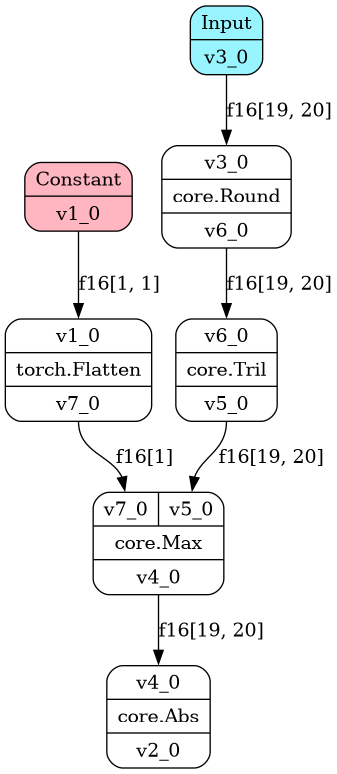 Input
v3_0
f16[19, 20]
v3_0
core.Round
v6_0
Constant
v1_0
f16[1, 1]
f16[19, 20]
v1_0
torch.Flatten
v7_0
v6_0
core.Tril
v5_0
f16[1]
f16[19, 20]
v7_0 v5_0
core.Max
v4_0
f16[19, 20]
v4_0
core.Abs
v2_0